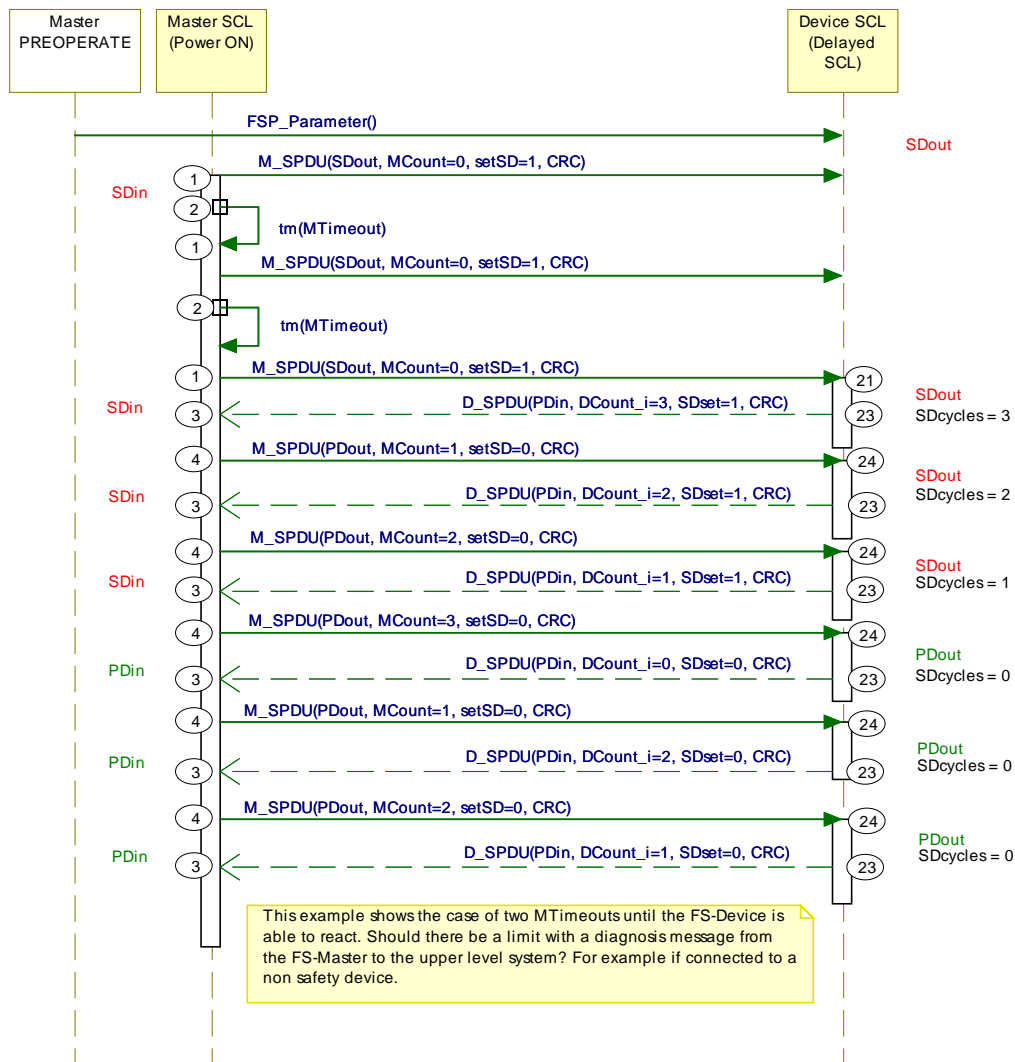 Master
PREOPERATE
Master SCL
(Power ON)
Device SCL
(Delayed
SCL)
FSP_Parameter()
SDout
M_SPDU(SDout, MCount=0, setSD=1, CRC)
1
SDin
2
tm(MTimeout)
1
M_SPDU(SDout, MCount=0, setSD=1, CRC)
2
tm(MTimeout)
M_SPDU(SDout, MCount=0, setSD=1, CRC)
1
21
SDout
SDin
D_SPDU(PDin, DCount_i=3, SDset=1, CRC)
3
23
SDcycles = 3
M_SPDU(PDout, MCount=1, setSD=0, CRC)
4
24
SDout
SDin
D_SPDU(PDin, DCount_i=2, SDset=1, CRC)
SDcycles = 2
3
23
M_SPDU(PDout, MCount=2, setSD=0, CRC)
4
24
SDout
SDin
D_SPDU(PDin, DCount_i=1, SDset=1, CRC)
SDcycles = 1
3
23
M_SPDU(PDout, MCount=3, setSD=0, CRC)
4
24
PDout
PDin
D_SPDU(PDin, DCount_i=0, SDset=0, CRC)
SDcycles = 0
3
23
M_SPDU(PDout, MCount=1, setSD=0, CRC)
4
24
PDout
PDin
D_SPDU(PDin, DCount_i=2, SDset=0, CRC)
SDcycles = 0
3
23
M_SPDU(PDout, MCount=2, setSD=0, CRC)
4
24
PDout
PDin
D_SPDU(PDin, DCount_i=1, SDset=0, CRC)
SDcycles = 0
3
23
This example shows the case of two MTimeouts until the FS-Device is
able to react. Should there be a limit with a diagnosis message from
the FS-Master to the upper level system? For example if connected to a
non safety device.